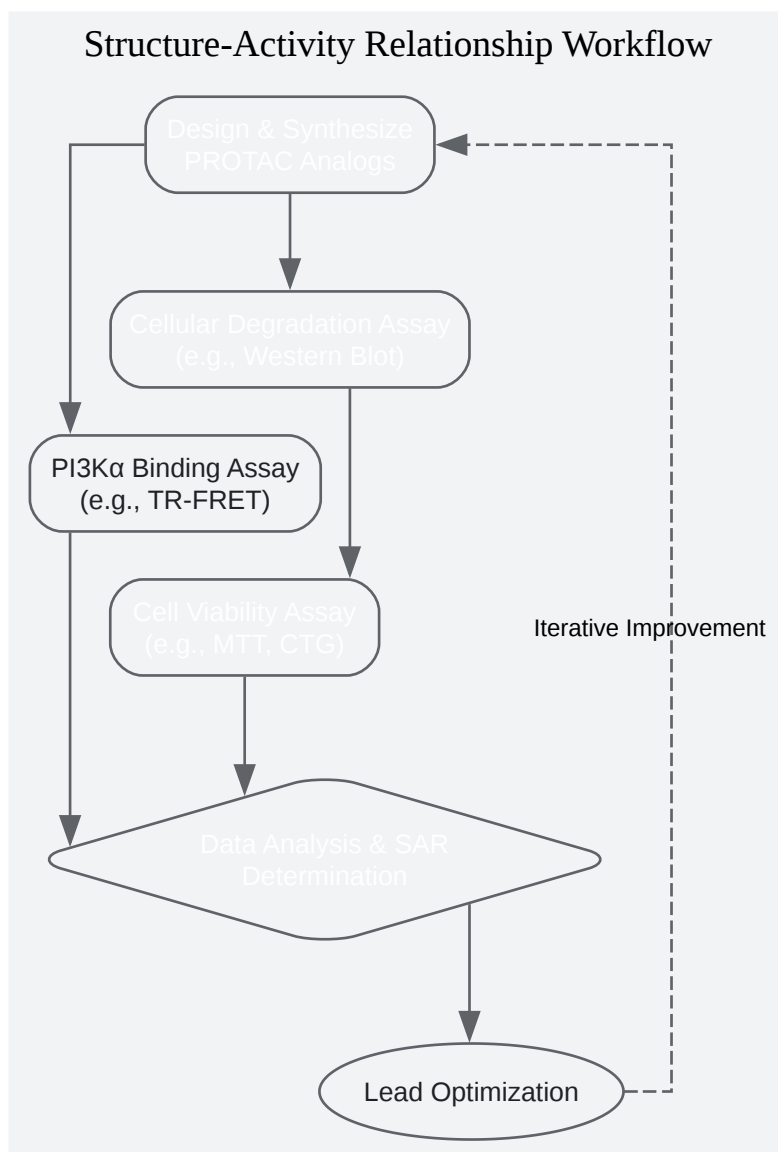 Structure-Activity Relationship Workflow
Design & Synthesize
PROTAC Analogs
Cellular Degradation Assay
(e.g., Western Blot)
PI3Kα Binding Assay
(e.g., TR-FRET)
Cell Viability Assay
(e.g., MTT, CTG)
Iterative Improvement
Data Analysis & SAR
Determination
Lead Optimization